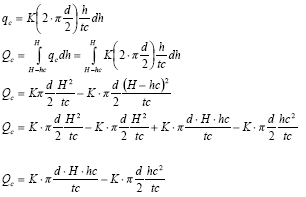 q_c = K(2·π d/2) h/tc dh
Q_c = ∫_{H−hc}^{H} q_c dh = ∫_{H−hc}^{H} K(2·π d/2) h/tc dh
Q_c = Kπ d/2 H²/tc − K·π d/2 (H−hc)²/tc
Q_c = K·π d/2 H²/tc − K·π d/2 H²/tc + K·π d·H·hc/tc − K·π d/2 hc²/tc
Q_c = K·π d·H·hc/tc − K·π d/2 hc²/tc